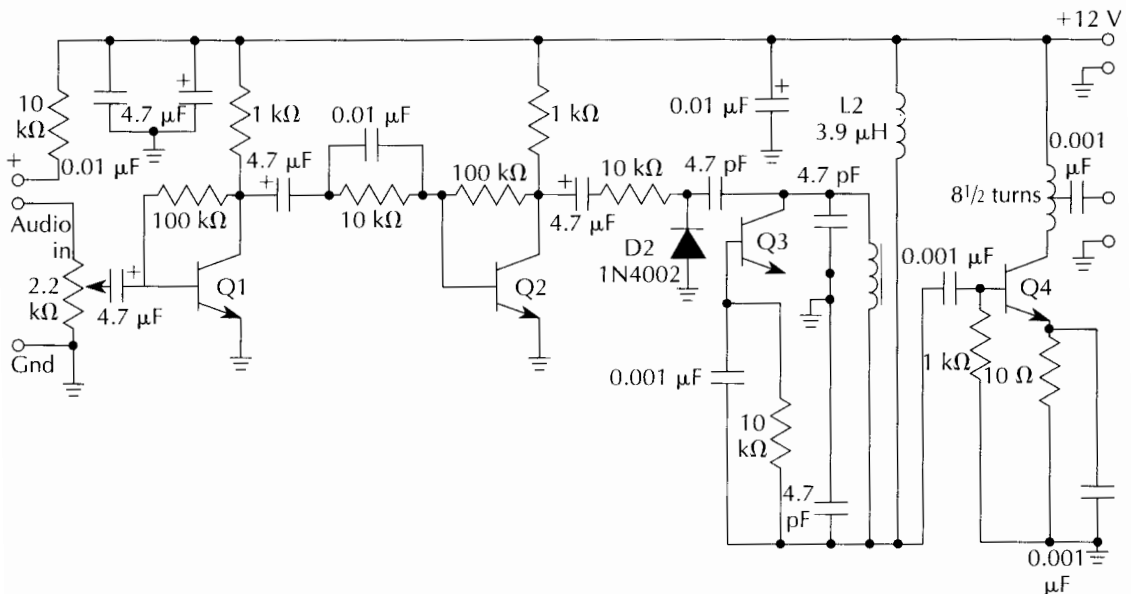 +12 V
10
kΩ
+
4.7 µF
1 kΩ
0.01 µF
1 kΩ
+
0.01 µF
L2
3.9 µH
0.001
µF
+
0.01 µF
4.7 µF
+
100 kΩ
10 kΩ
100 kΩ
+
4.7 µF
10 kΩ
4.7
pF
4.7 pF
8 1/2 turns
Audio
in
2.2
kΩ
+
4.7 µF
Q1
Q2
D2
1N4002
Q3
0.001
µF
Q4
Gnd
0.001 µF
10
kΩ
4.7
pF
1 kΩ
10 Ω
0.001
µF